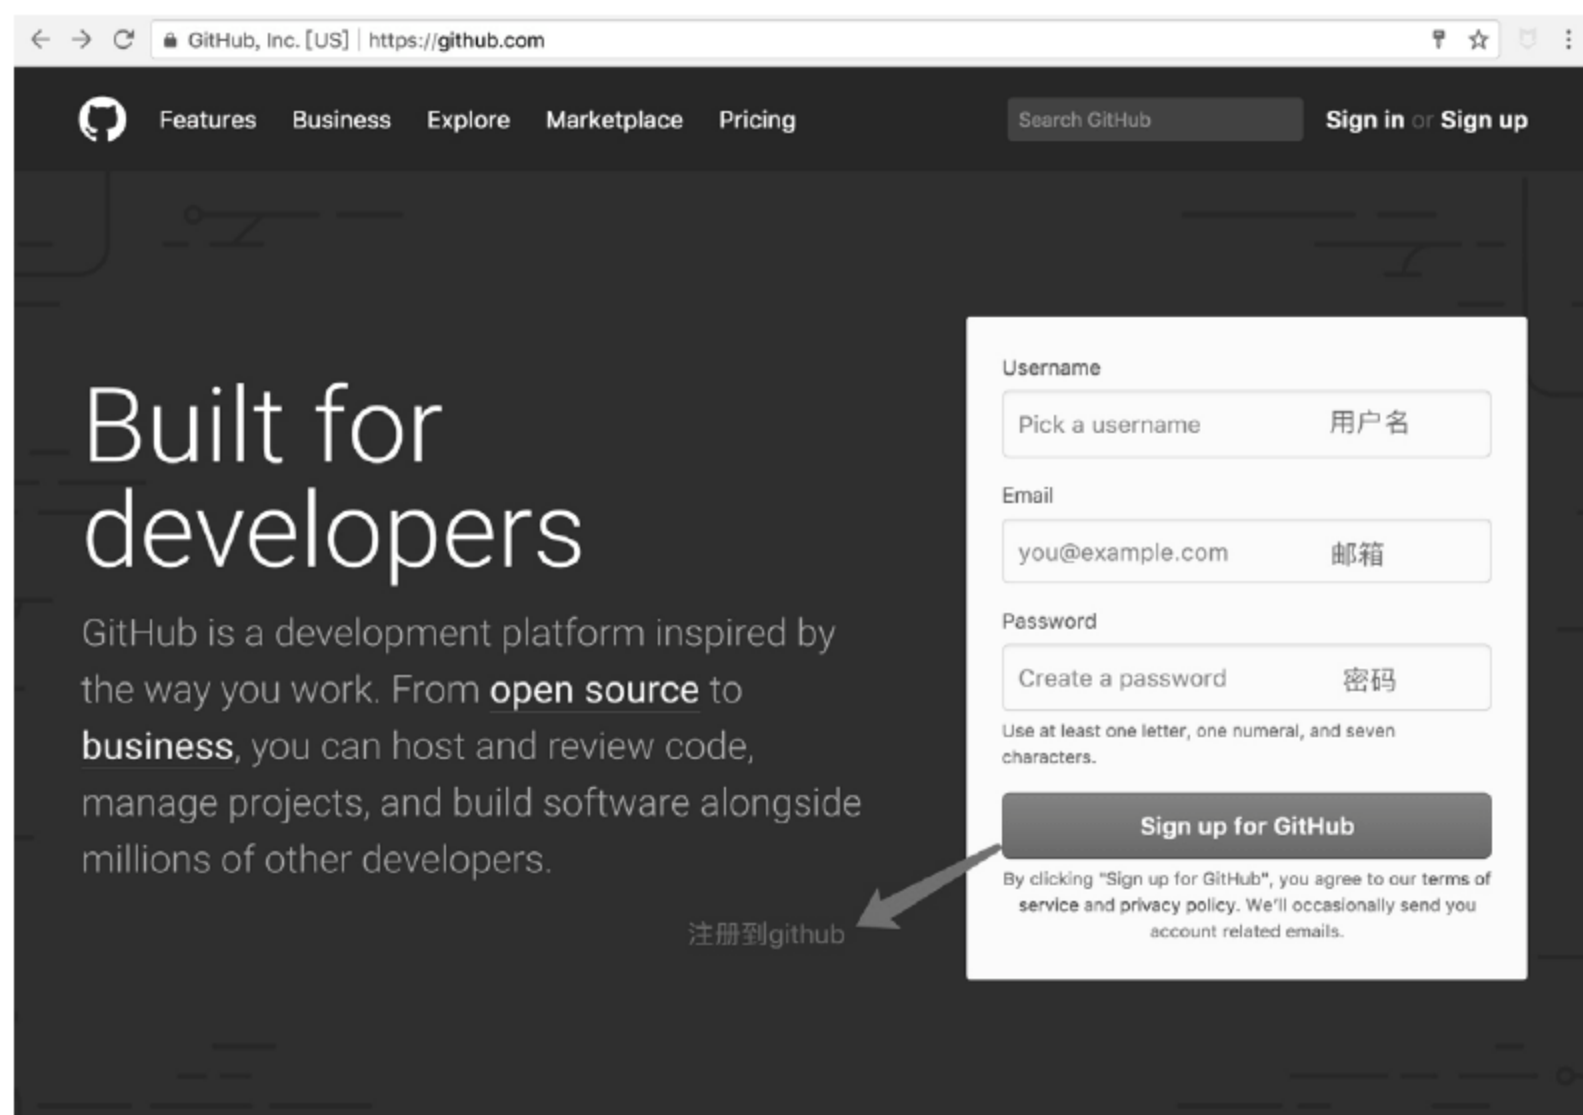 GitHub, Inc. [US] https://github.com
Features Business Explore Marketplace Pricing Search GitHub Sign in or Sign up
Built for
developers
GitHub is a development platform inspired by
the way you work. From open source to
business, you can host and review code,
manage projects, and build software alongside
millions of other developers.
注册到github
Username
Pick a username 用户名
Email
you@example.com 邮箱
Password
Create a password 密码
Use at least one letter, one numeral, and seven
characters.
Sign up for GitHub
By clicking "Sign up for GitHub", you agree to our terms of
service and privacy policy. We'll occasionally send you
account related emails.